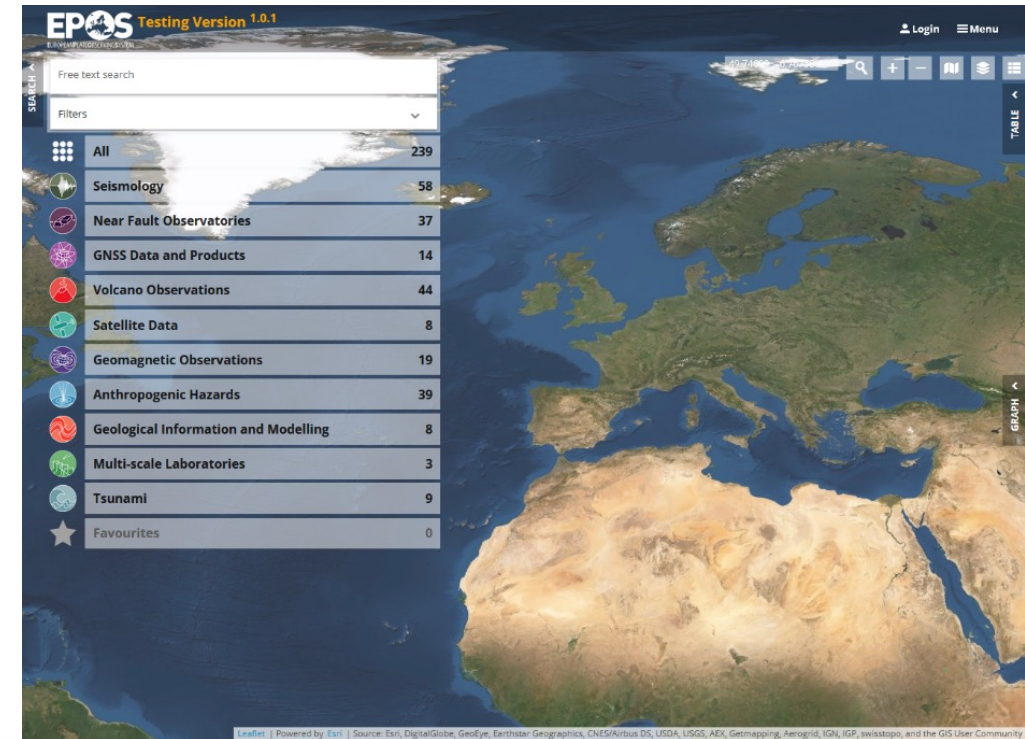 EPOS Testing Version 1.0.1
Login Menu
SEARCH
Free text search
Filters
TABLE
All 239
Seismology 58
Near Fault Observatories 37
GNSS Data and Products 14
Volcano Observations 44
Satellite Data 8
Geomagnetic Observations 19
Anthropogenic Hazards 39
GRAPH
Geological Information and Modelling 8
Multi-scale Laboratories 3
Tsunami 9
Favourites 0
Leaflet | Powered by Esri | Source: Esri, DigitalGlobe, GeoEye, Earthstar Geographics, CNES/Airbus DS, USDA, USGS, AEX, Getmapping, Aerogrid, IGN, IGP, swisstopo, and the GIS User Community